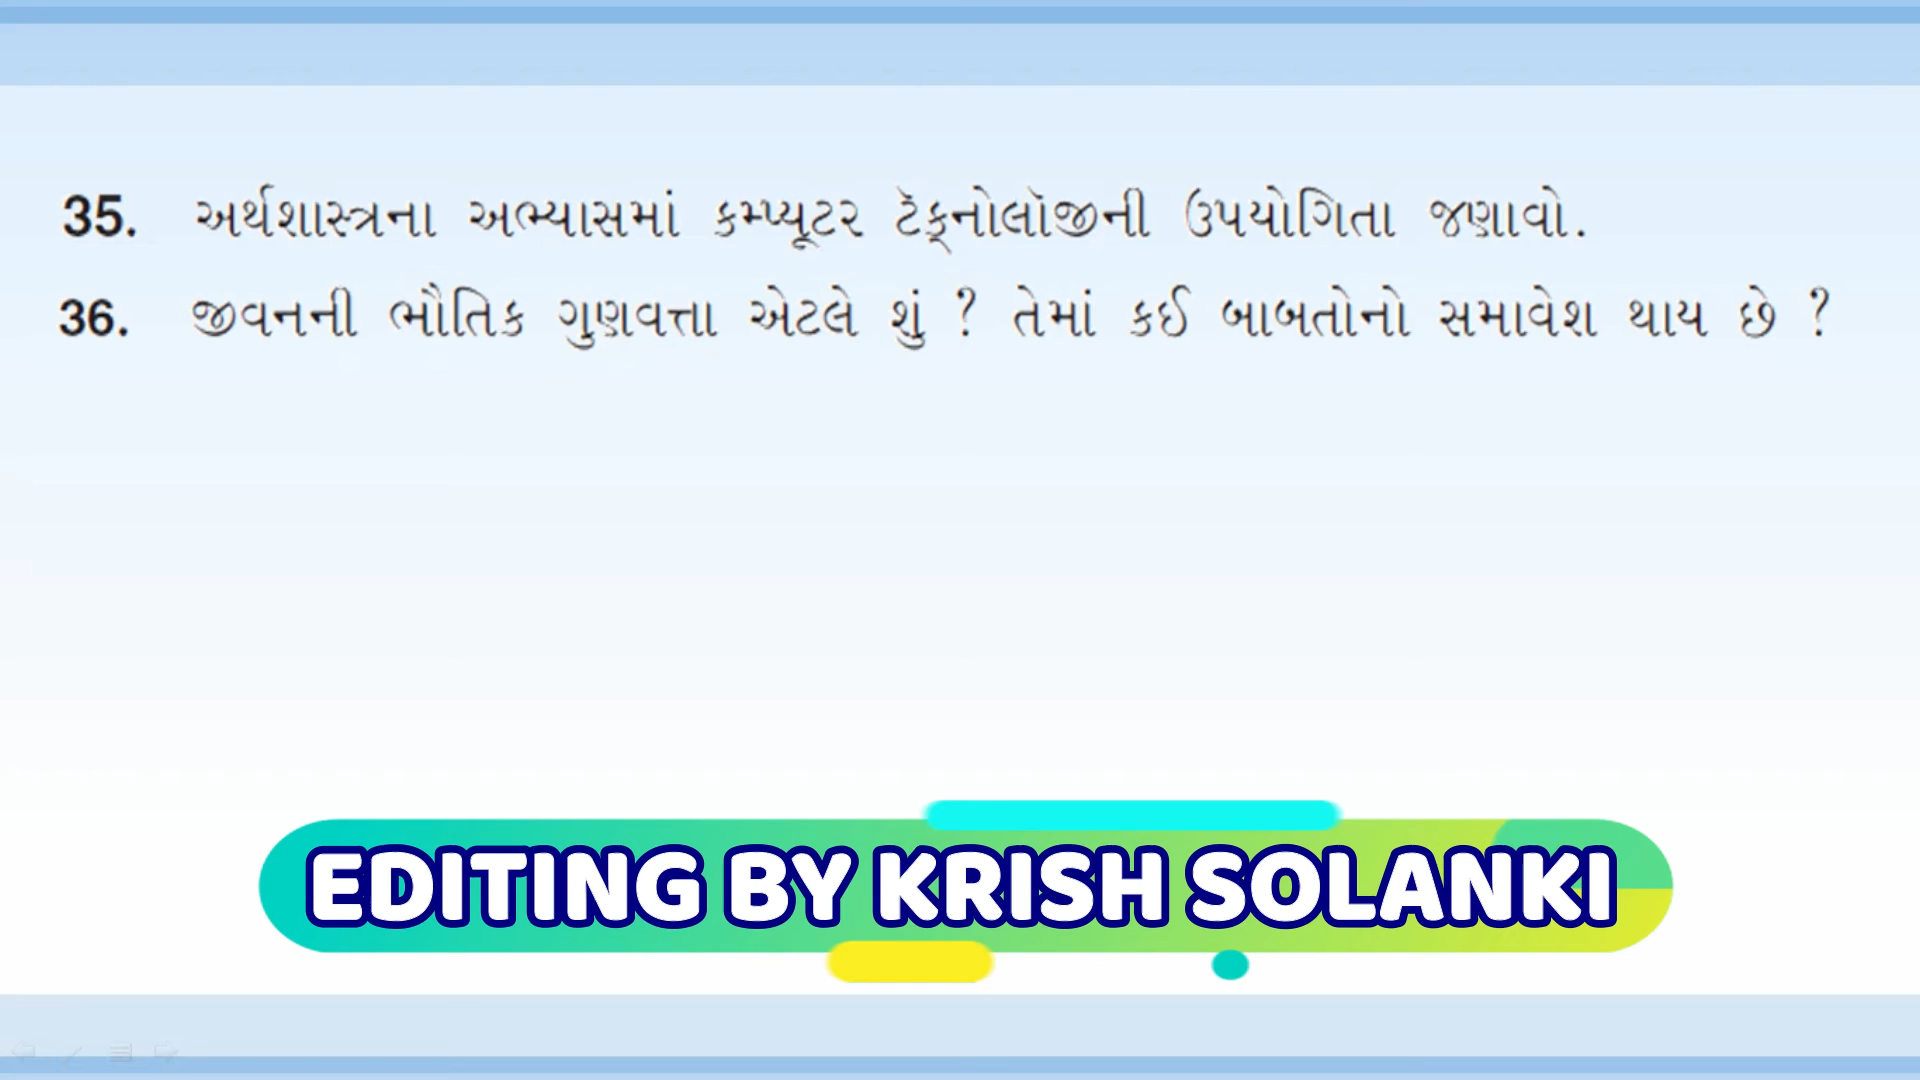 35. અર્થશાસ્ત્રના અભ્યાસમાં કમ્પ્યૂટર ટૅક્નોલૉજીની ઉપયોગિતા જણાવો.
36. જીવનની ભૌતિક ગુણવત્તા એટલે શું ? તેમાં કઈ બાબતોનો સમાવેશ થાય છે ?
EDITING BY KRISH SOLANKI